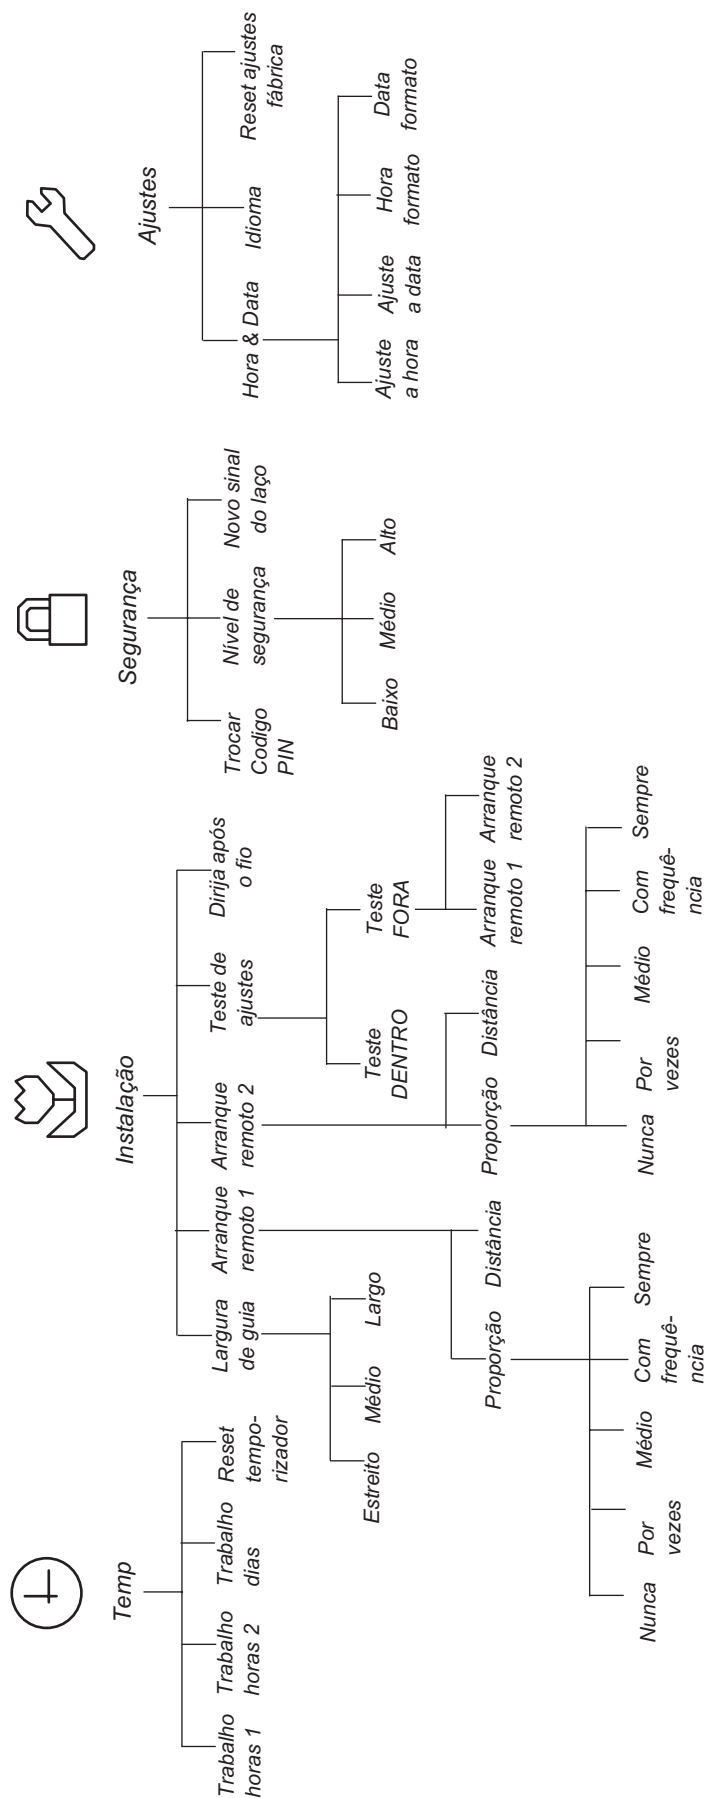 Temp
Trabalho
horas 1
Trabalho
horas 2
Trabalho
dias
Reset
tempo-
rizador
Instalação
Largura
de guia
Estreito
Médio
Largo
Arranque
remoto 1
Proporção
Nunca
Por
vezes
Médio
Com
frequê-
ncia
Sempre
Distância
Arranque
remoto 2
Proporção
Nunca
Por
vezes
Médio
Com
frequê-
ncia
Sempre
Distância
Teste de
ajustes
Teste
DENTRO
Teste
FORA
Arranque
remoto 1
Arranque
remoto 2
Dirija após
o fio
Segurança
Trocar
Codigo
PIN
Nível de
segurança
Baixo
Médio
Alto
Novo sinal
do laço
Ajustes
Hora & Data
Ajuste
a hora
Ajuste
a data
Hora
formato
Data
formato
Idioma
Reset ajustes
fábrica